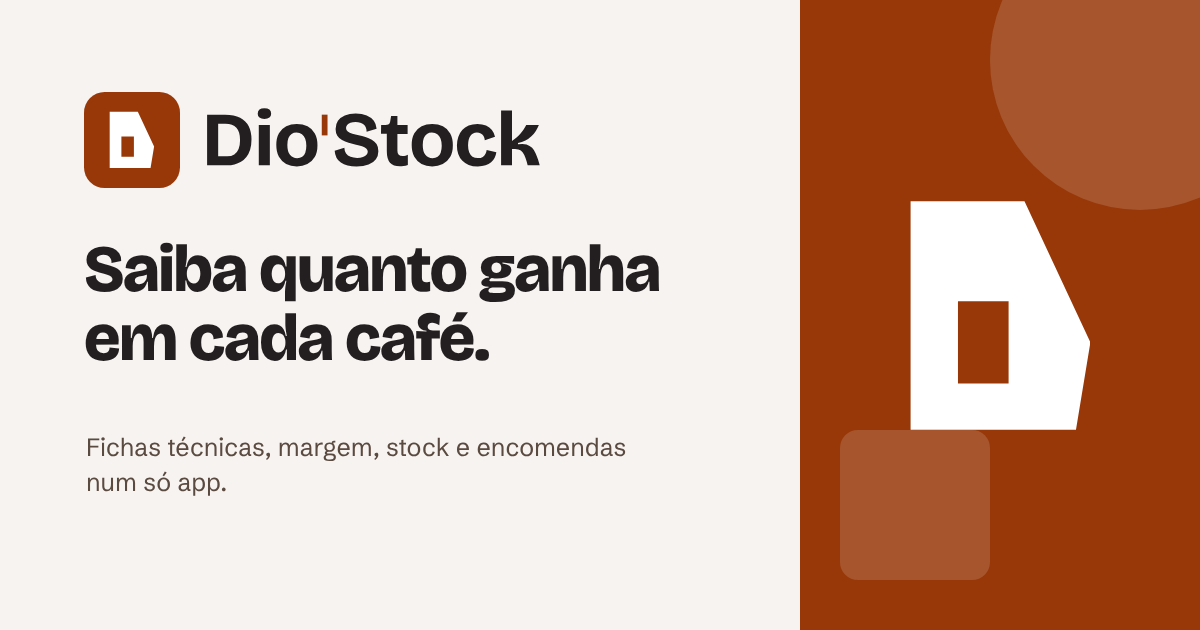 Dio'Stock
Saiba quanto ganha
em cada café.
Fichas técnicas, margem, stock e encomendas
num só app.